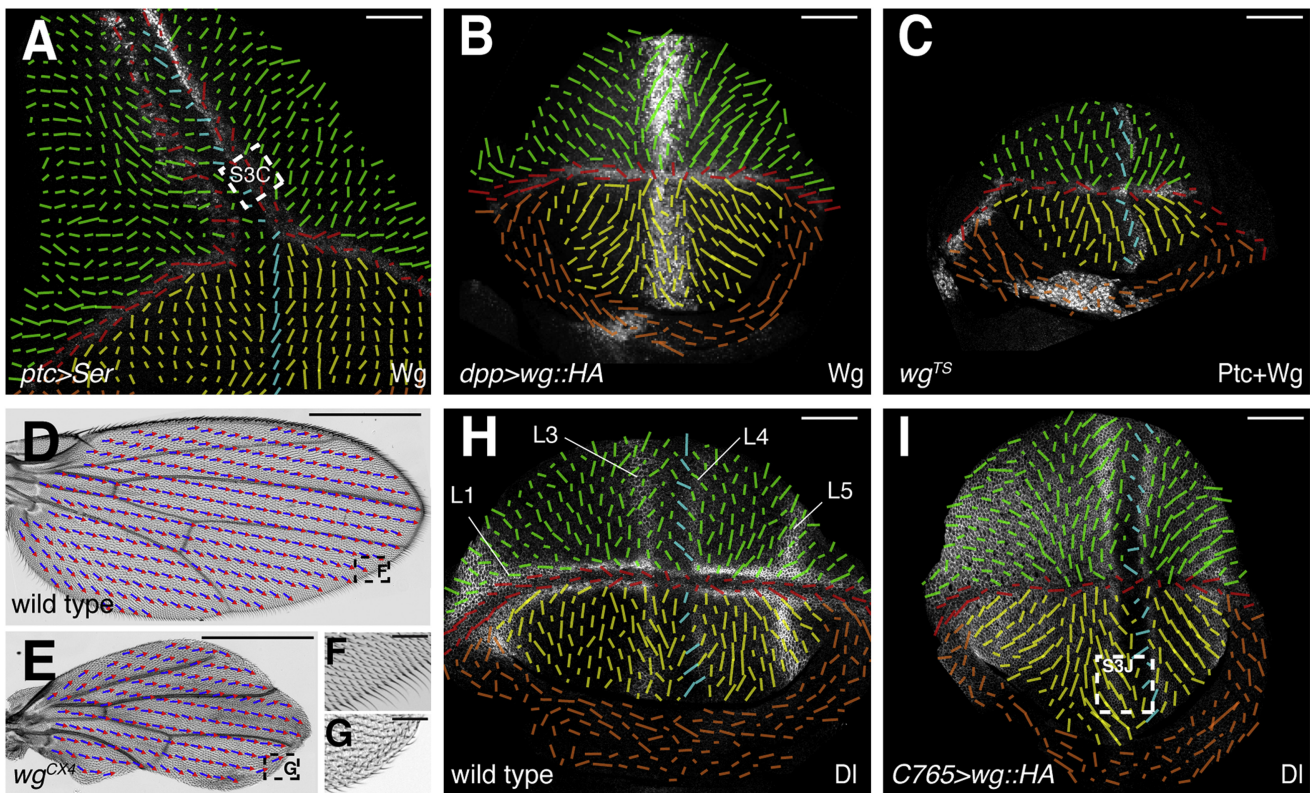 A
S3C
ptc>Ser
Wg
B
dpp>wg::HA
Wg
C
wgTS
Ptc+Wg
D
F
wild type
E
G
wgCX4
F
G
H
L3
L4
L1
L5
wild type
Dl
I
S3J
C765>wg::HA
Dl